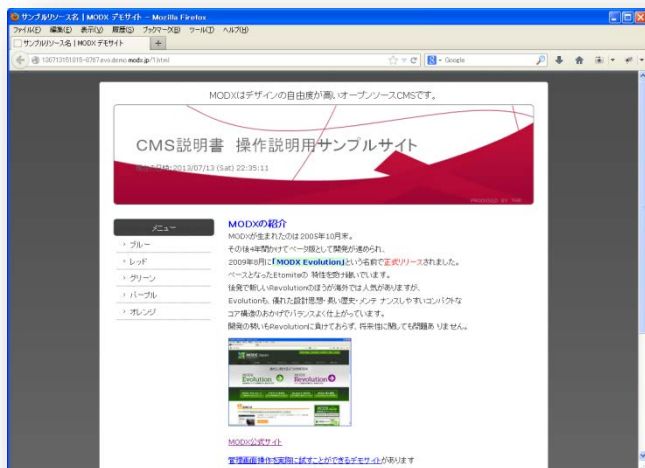 サンプルリソース名 | MODX デモサイト - Mozilla Firefox
ファイル(F) 編集(E) 表示(V) 履歴(S) ブックマーク(B) ツール(T) ヘルプ(H)
サンプルリソース名 | MODX デモサイト +
130713151815-8767.evo.demo.modx.jp/1.html
Google
MODXはデザインの自由度が高いオープンソースCMSです。
CMS説明書 操作説明用サンプルサイト
2013/07/13 (Sat) 22:35:11
PRODUCED BY
メニュー
ブルー
レッド
グリーン
パープル
オレンジ
MODXの紹介
MODXが生まれたのは2005年10月末。
その後4年間かけてベータ版として開発が進められ、
2009年8月に「MODX Evolution」という名前で正式リリースされました。
ベースとなったEtomiteの 特性を受け継いでいます。
後発で新しいRevolutionのほうが海外では人気がありますが、
Evolutionも、優れた設計思想・長い歴史・メンテ ナンスしやすいコンパクトな
コア構造のおかげでバランスよく仕上がっています。
開発の勢いもRevolutionに負けておらず、将来性に関しても問題あ りません。
MODX Japan
MODX Evolution
MODX Revolution
MODX公式サイト
管理画面操作を実際に試すことができるデモサイトがあります